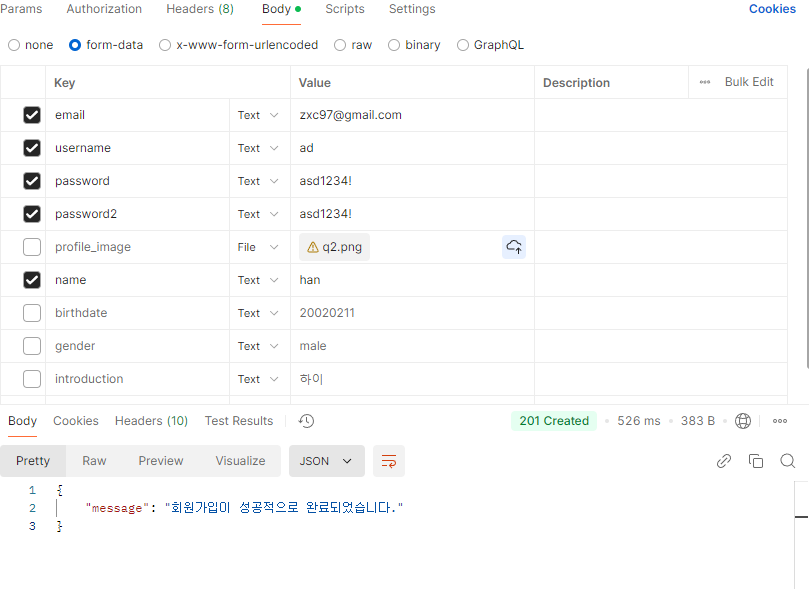 Params Authorization Headers (8) Body Scripts Settings Cookies
none form-data x-www-form-urlencoded raw binary GraphQL
Key Value Description Bulk Edit
email Text zxc97@gmail.com
username Text ad
password Text asd1234!
password2 Text asd1234!
profile_image File q2.png
name Text han
birthdate Text 20020211
gender Text male
introduction Text 하이
Body Cookies Headers (10) Test Results 201 Created 526 ms 383 B
Pretty Raw Preview Visualize JSON
1 {
2 "message": "회원가입이 성공적으로 완료되었습니다."
3 }